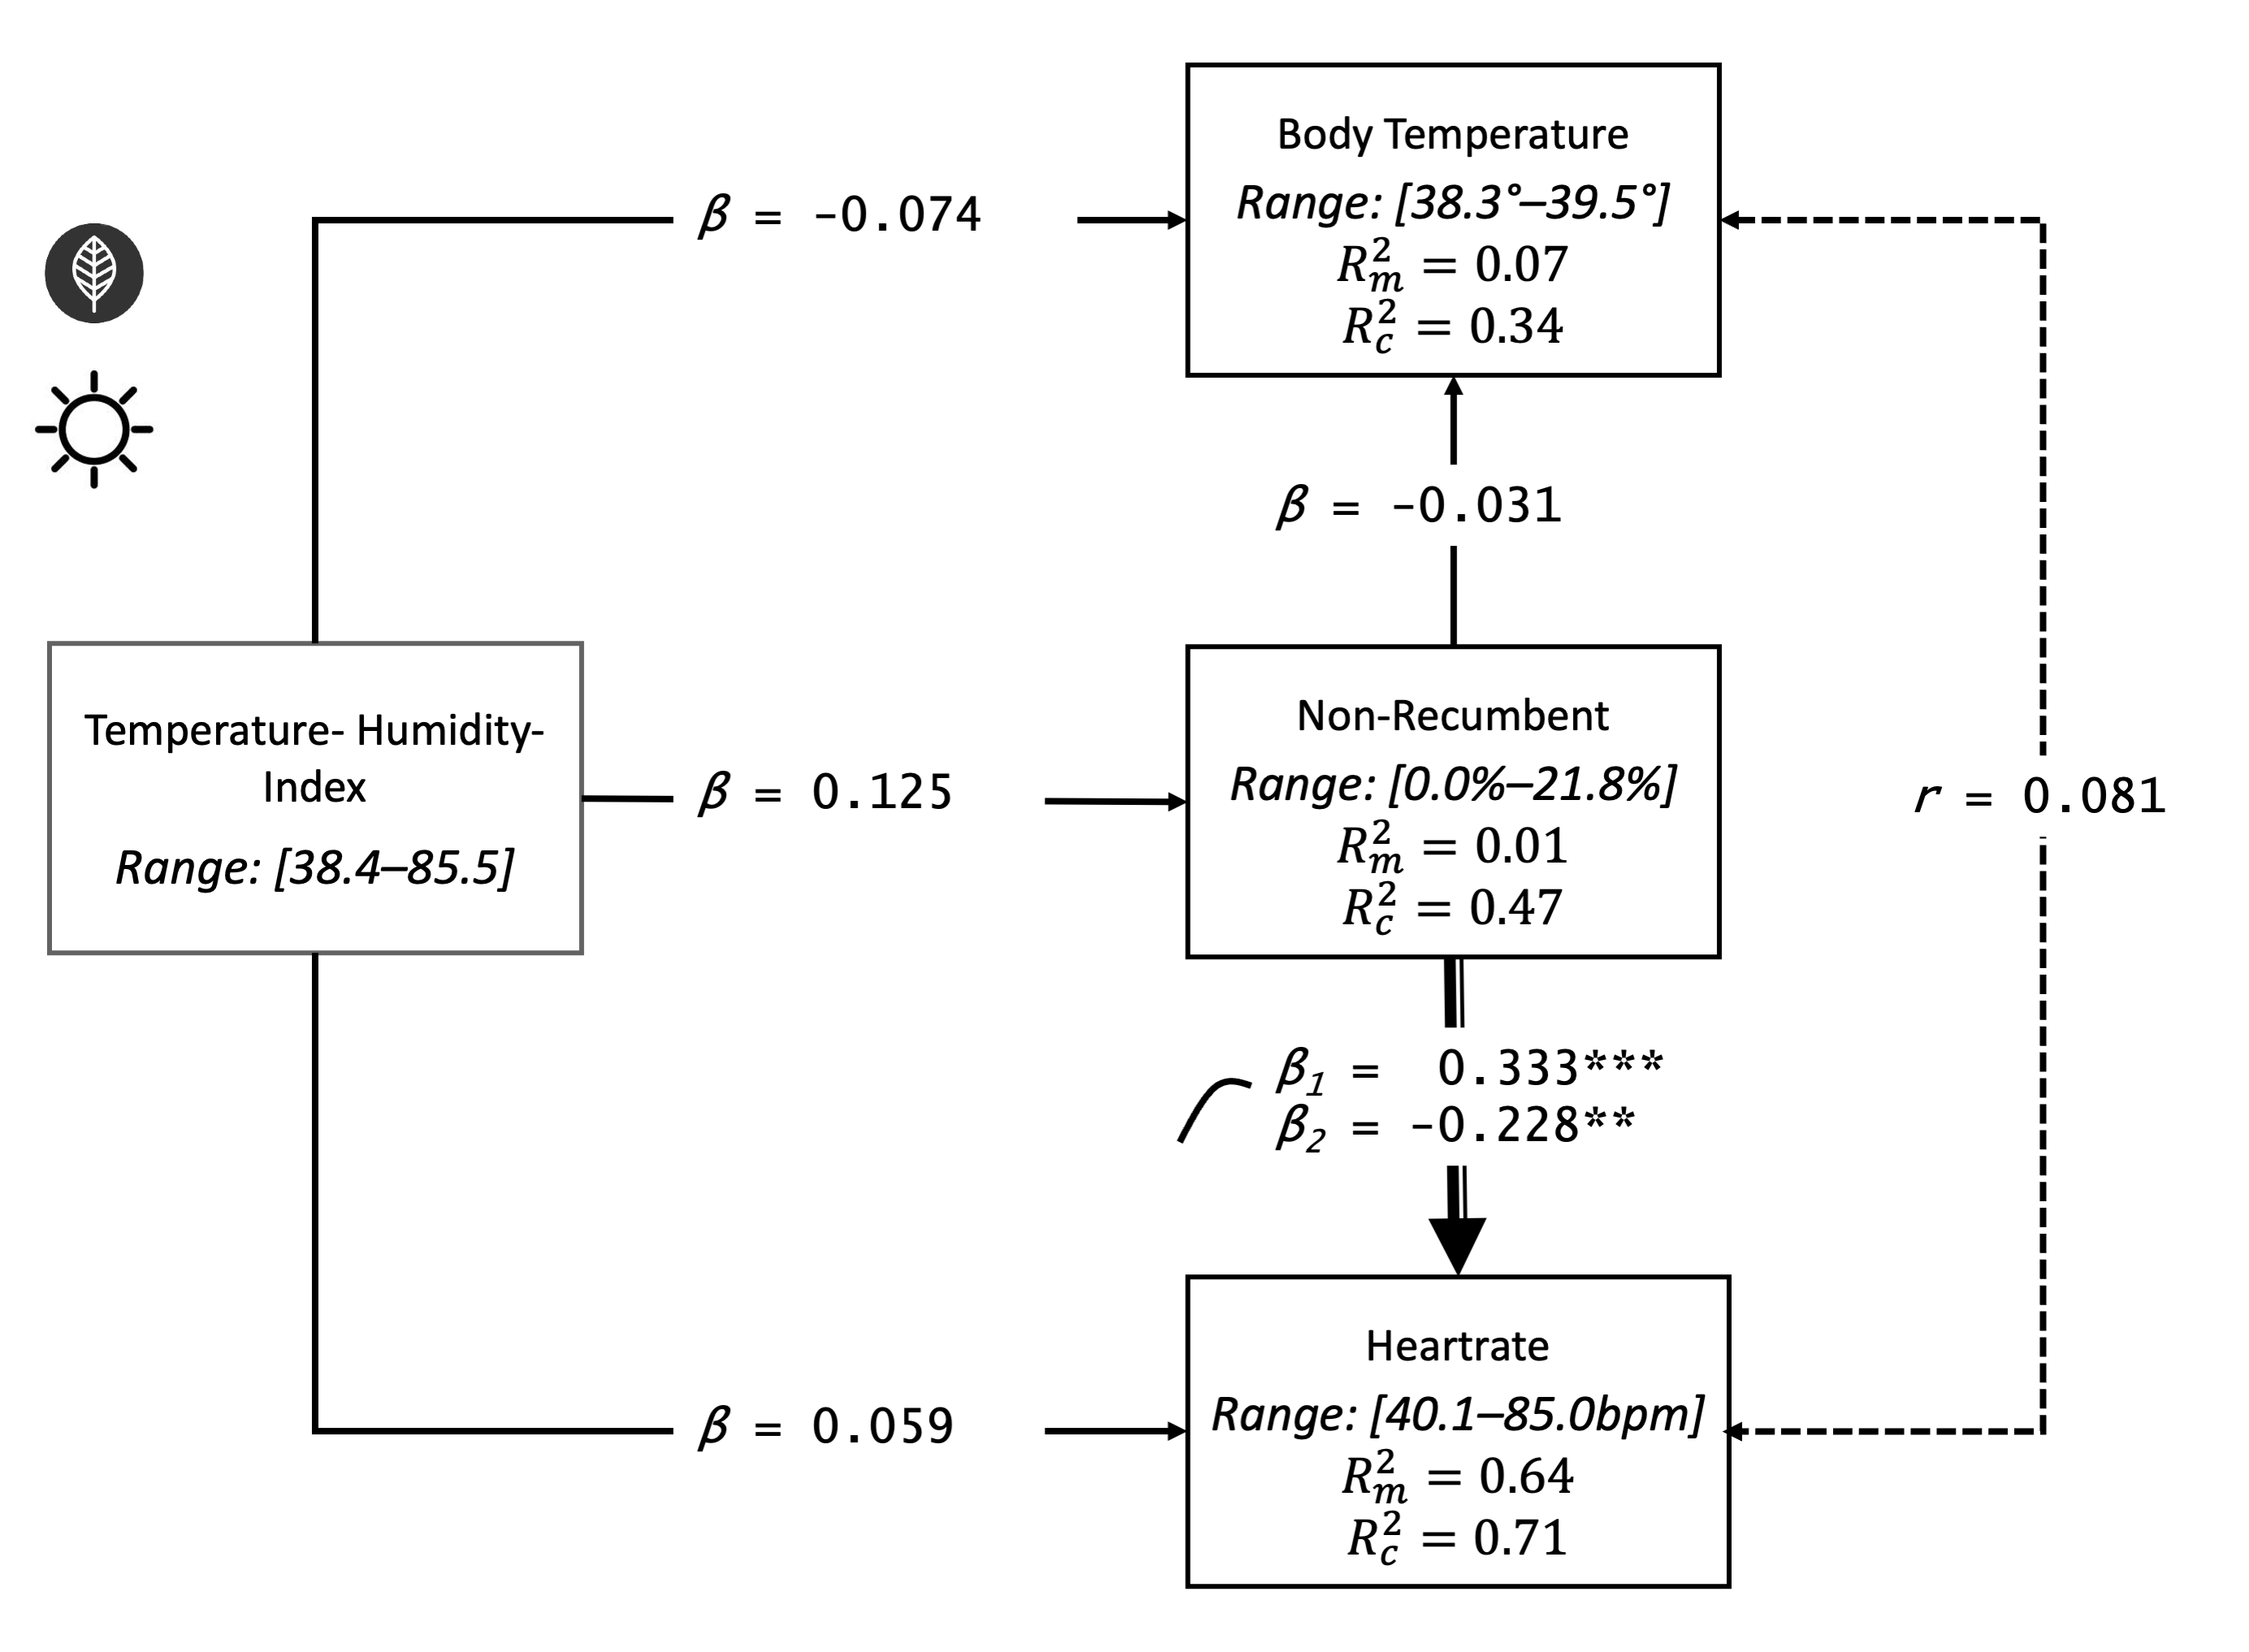 Body Temperature
Range: [38.3°–39.5°]
R²m = 0.07
R²c = 0.34
β = -0.074
β = -0.031
Temperature- Humidity-
Index
Range: [38.4–85.5]
β = 0.125
Non-Recumbent
Range: [0.0%–21.8%]
R²m = 0.01
R²c = 0.47
r = 0.081
β1 = 0.333***
β2 = -0.228**
β = 0.059
Heartrate
Range: [40.1–85.0bpm]
R²m = 0.64
R²c = 0.71